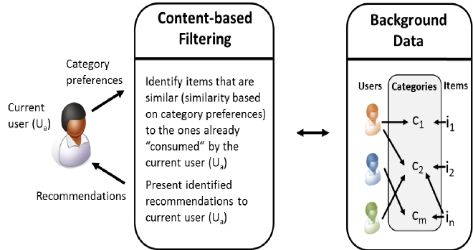 Content-based
Filtering
Background
Data
Category
preferences
Current
user (Uₐ)
Recommendations
Identify items that are
similar (similarity based
on category preferences)
to the ones already
"consumed" by the
current user (Uₐ)
Present identified
recommendations to
current user (Uₐ)
Users Categories Items
c₁ i₁
c₂ i₂
cₘ iₙ